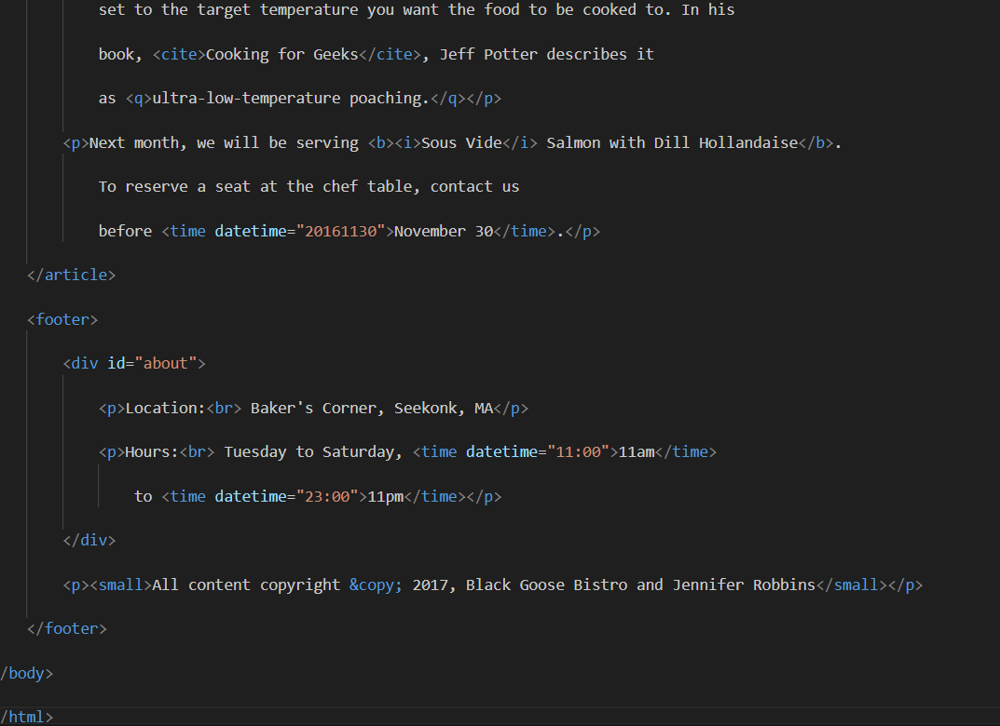 set to the target temperature you want the food to be cooked to. In his
book, <cite>Cooking for Geeks</cite>, Jeff Potter describes it
as <q>ultra-low-temperature poaching.</q></p>
<p>Next month, we will be serving <b><i>Sous Vide</i> Salmon with Dill Hollandaise</b>.
To reserve a seat at the chef table, contact us
before <time datetime="20161130">November 30</time>.</p>
</article>
<footer>
<div id="about">
<p>Location:<br> Baker's Corner, Seekonk, MA</p>
<p>Hours:<br> Tuesday to Saturday, <time datetime="11:00">11am</time>
to <time datetime="23:00">11pm</time></p>
</div>
<p><small>All content copyright &copy; 2017, Black Goose Bistro and Jennifer Robbins</small></p>
</footer>
/body>
/html>